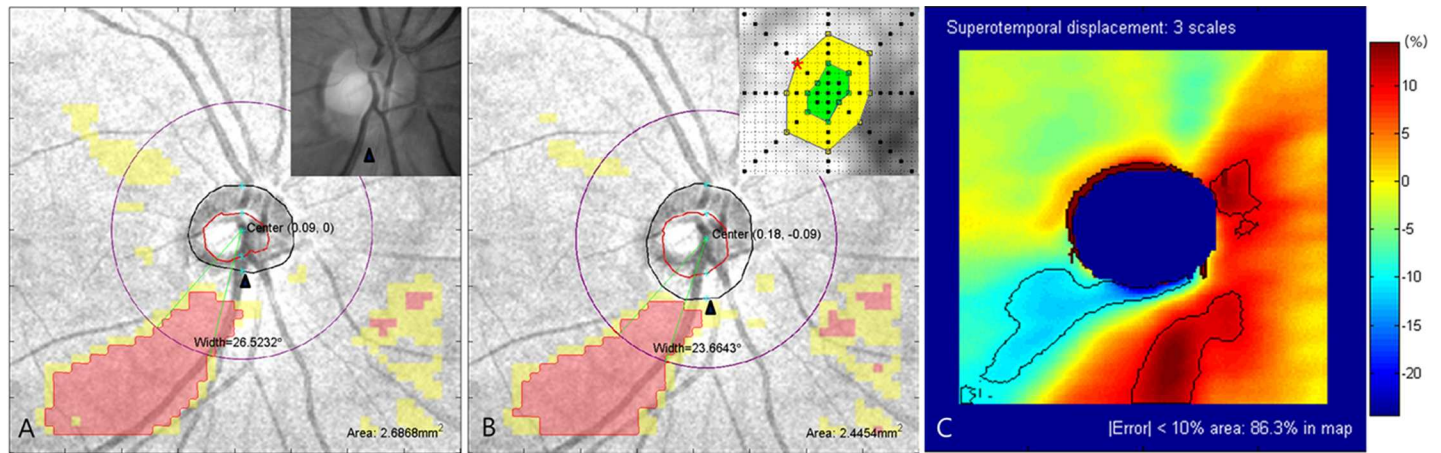 Center (0.09, 0)
Width=26.5232°
A
Area: 2.6868mm²
Center (0.18, -0.09)
Width=23.6643°
B
Area: 2.4454mm²
Superotemporal displacement: 3 scales
(%)
10
5
0
-5
-10
-15
-20
C
|Error| < 10% area: 86.3% in map